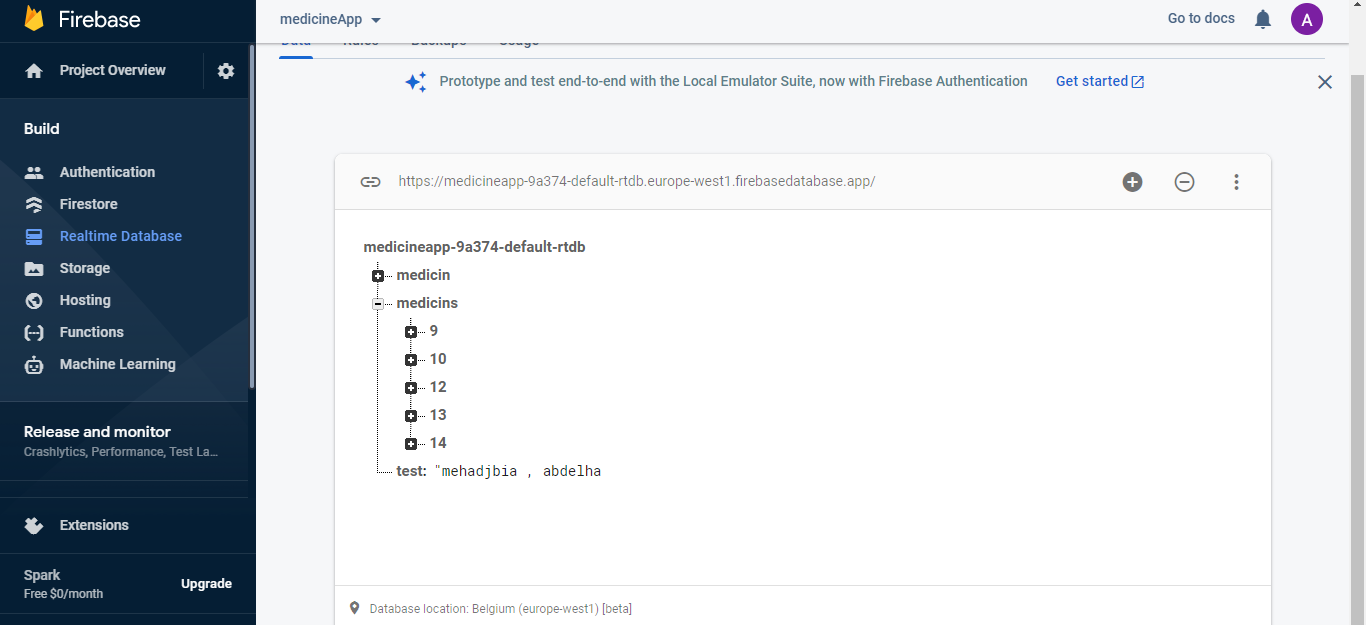 Firebase
medicineApp
Go to docs
A
Data Rules Backups Usage
Project Overview
Prototype and test end-to-end with the Local Emulator Suite, now with Firebase Authentication Get started
Build
Authentication
Firestore
Realtime Database
Storage
Hosting
Functions
Machine Learning
Release and monitor
Crashlytics, Performance, Test La...
Extensions
Spark
Free $0/month
Upgrade
https://medicineapp-9a374-default-rtdb.europe-west1.firebasedatabase.app/
medicineapp-9a374-default-rtdb
medicin
medicins
9
10
12
13
14
test: "mehadjbia , abdelha
Database location: Belgium (europe-west1) [beta]